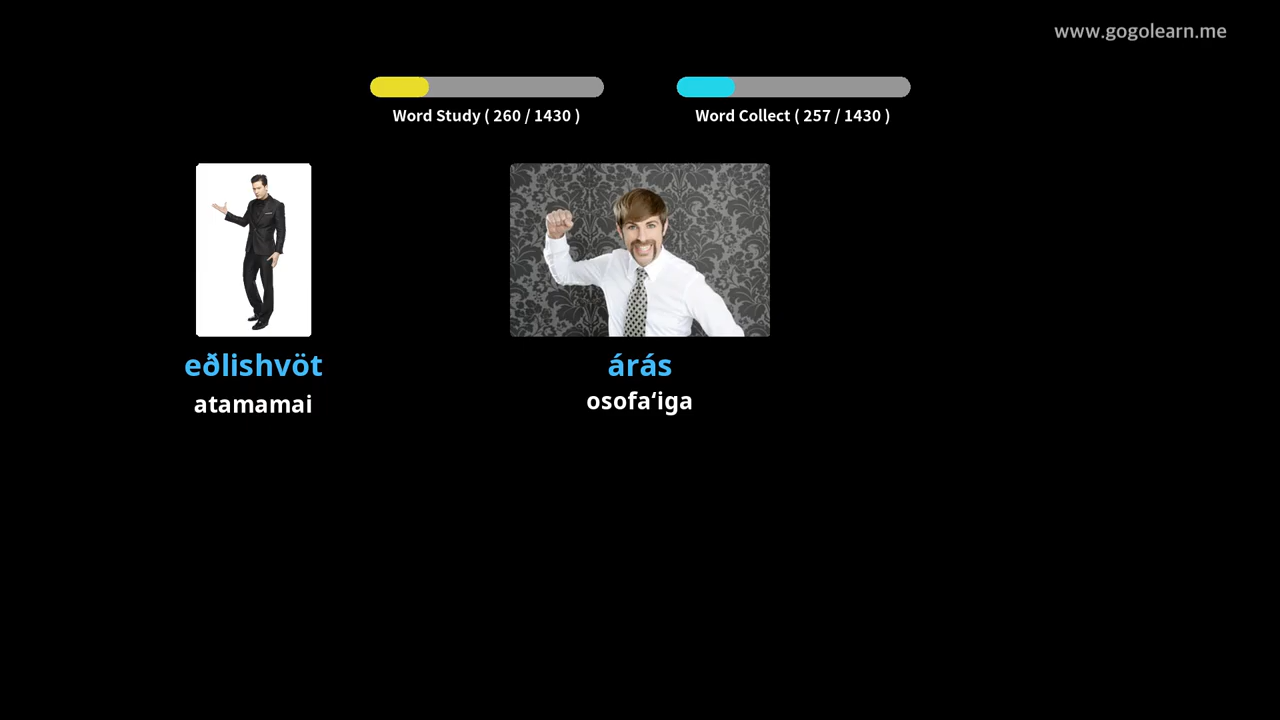 www.gogolearn.me
Word Study ( 260 / 1430 )
Word Collect ( 257 / 1430 )
eðlishvöt
árás
atamamai
osofa‘iga